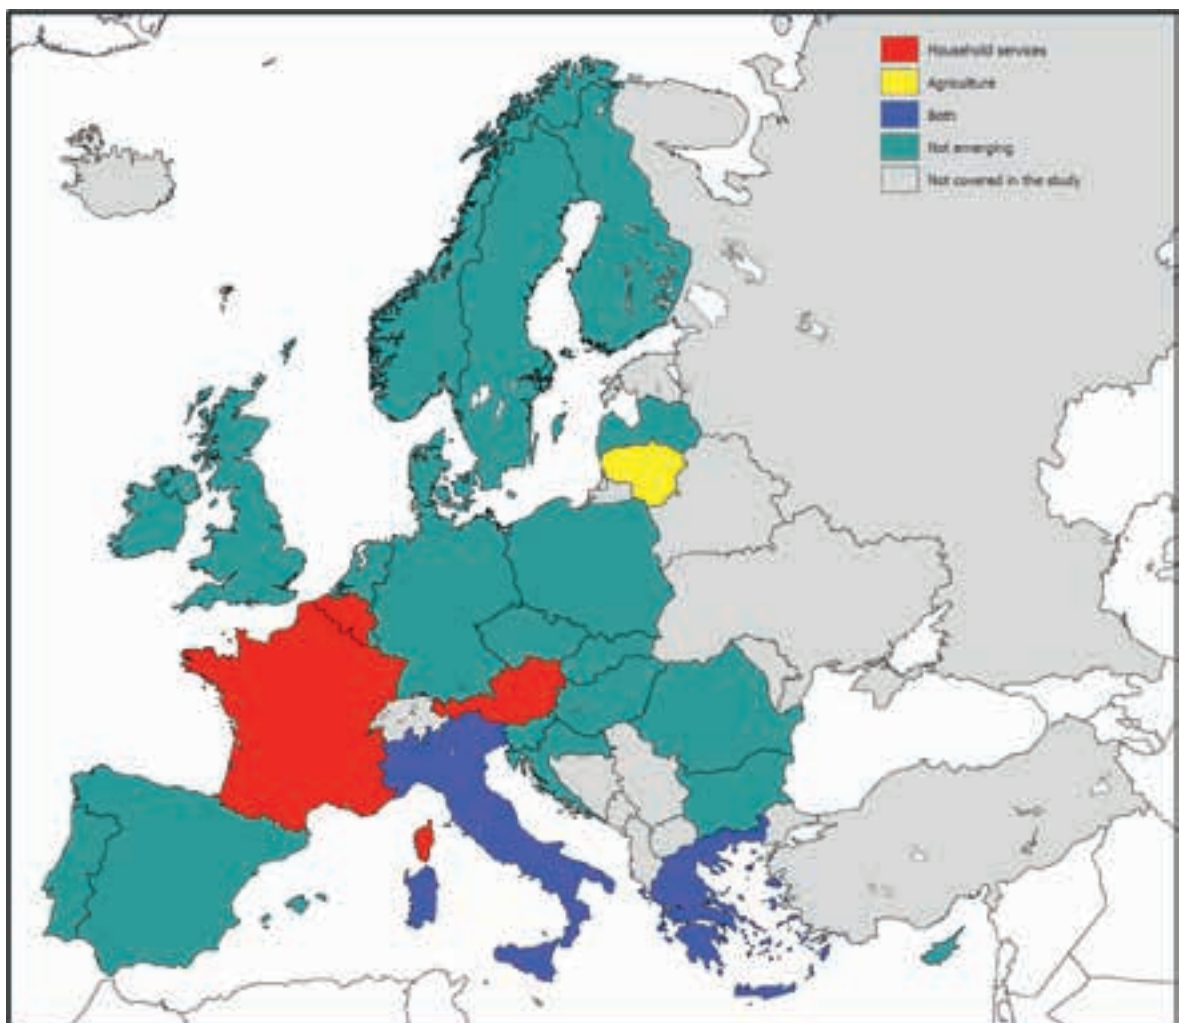 Household services
Agriculture
Both
Not emerging
Not covered in the study